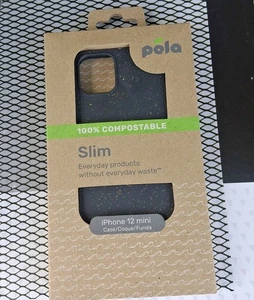 pela
100% COMPOSTABLE
Slim
Everyday products
without everyday waste™
iPhone 12 mini
Case/Coque/Funda